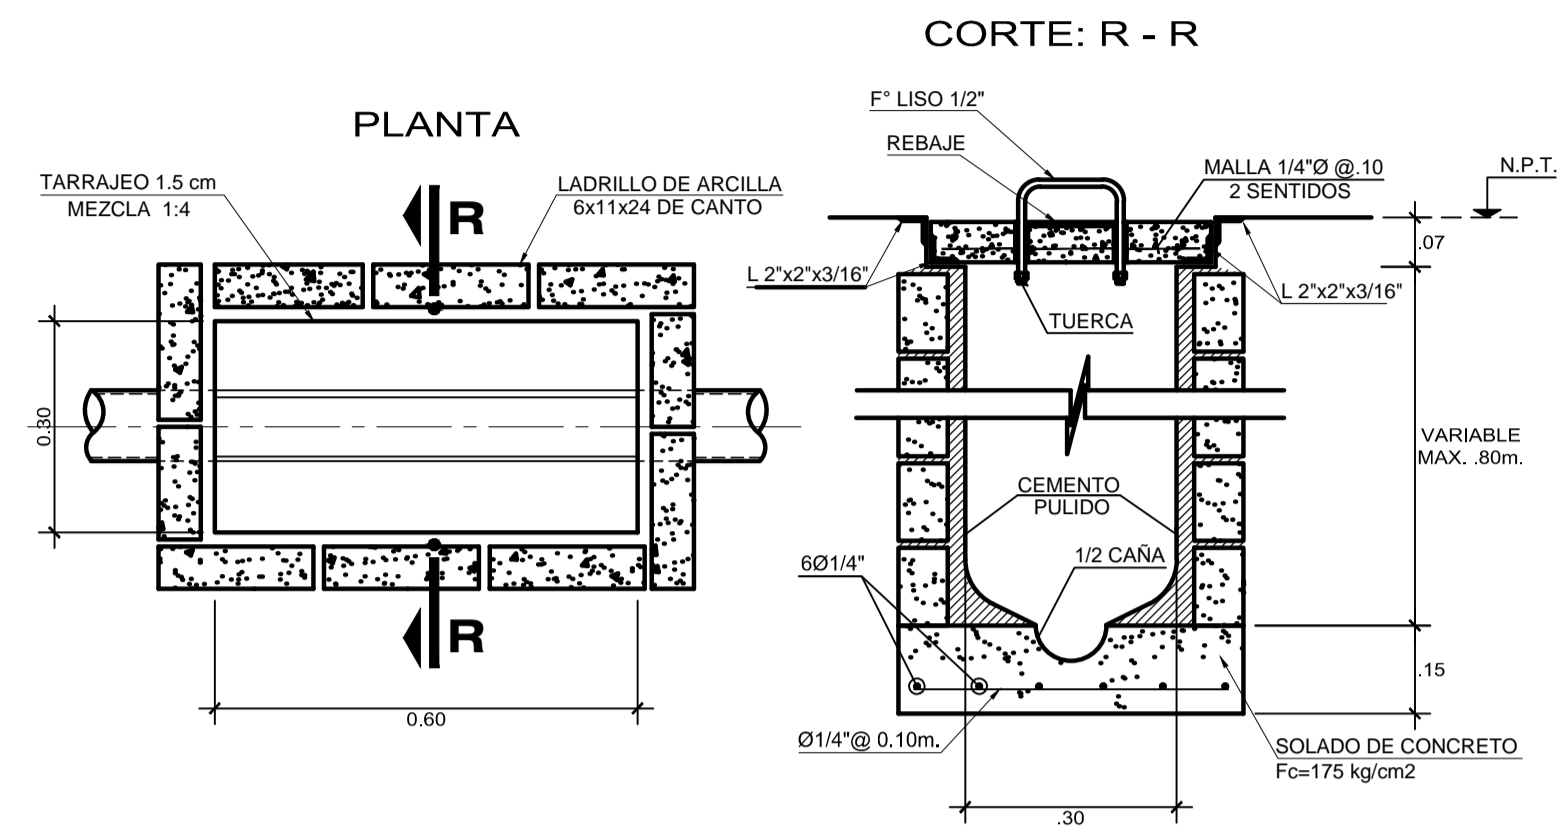 CORTE: R - R
PLANTA
TARRAJEO 1.5 cm
MEZCLA 1:4
R
LADRILLO DE ARCILLA
6x11x24 DE CANTO
0.30
R
0.60
F° LISO 1/2"
REBAJE
MALLA 1/4"Ø @.10
2 SENTIDOS
N.P.T.
.07
L 2"x2"x3/16"
L 2"x2"x3/16"
TUERCA
VARIABLE
MAX. .80m.
CEMENTO
PULIDO
1/2 CAÑA
6Ø1/4"
.15
Ø1/4"@ 0.10m.
SOLADO DE CONCRETO
Fc=175 kg/cm2
.30